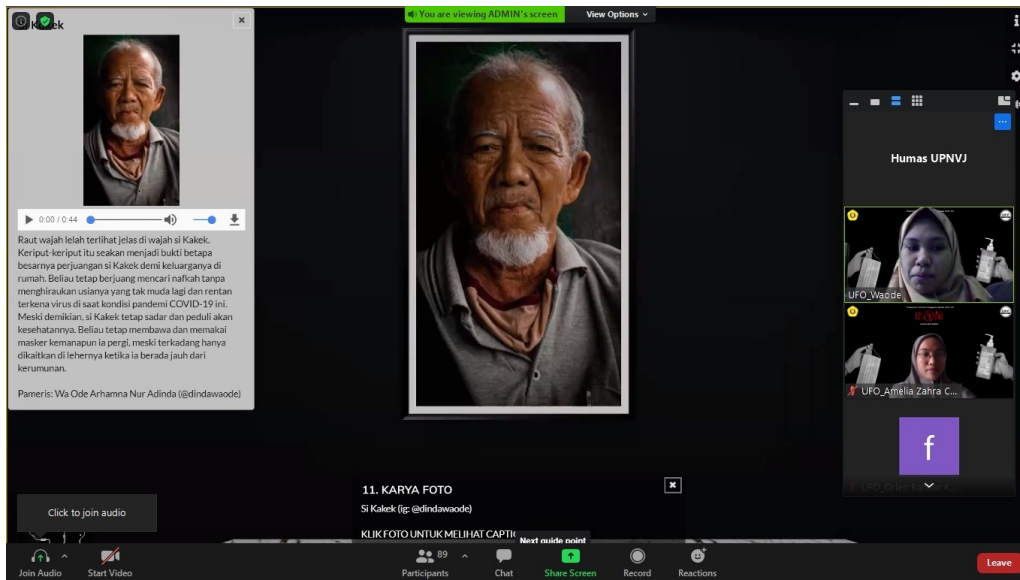 You are viewing ADMIN's screen
View Options
Kakek
0:00 / 0:44
Raut wajah lelah terlihat jelas di wajah si Kakek.
Keriput-keriput itu seakan menjadi bukti betapa
besarnya perjuangan si Kakek demi keluarganya di
rumah. Beliau tetap berjuang mencari nafkah tanpa
menghiraukan usianya yang tak muda lagi dan rentan
terkena virus di saat kondisi pandemi COVID-19 ini.
Meski demikian, si Kakek tetap sadar dan peduli akan
kesehatannya. Beliau tetap membawa dan memakai
masker kemanapun ia pergi, meski terkadang hanya
dikaitkan di lehernya ketika ia berada jauh dari
kerumunan.
Pameris: Wa Ode Arhamna Nur Adinda (@dindawaode)
Humas UPNVJ
UFO_Waode
UFO_Amelia Zahra C...
f
11. KARYA FOTO
Si Kakek (ig: @dindawaode)
KLIK FOTO UNTUK MELIHAT CAPTI
Next guide point
Click to join audio
Join Audio
Start Video
89
Participants
Chat
Share Screen
Record
Reactions
Leave